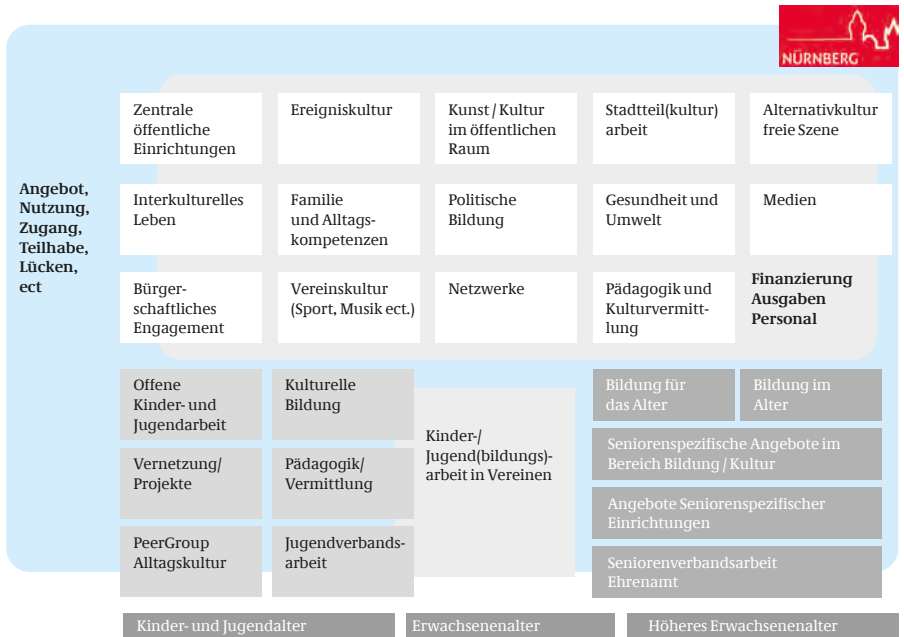 NÜRNBERG
Zentrale
öffentliche
Einrichtungen
Ereigniskultur
Kunst / Kultur
im öffentlichen
Raum
Stadtteil(kultur)
arbeit
Alternativkultur
freie Szene
Angebot,
Nutzung,
Zugang,
Teilhabe,
Lücken,
ect
Interkulturelles
Leben
Familie
und Alltags-
kompetenzen
Politische
Bildung
Gesundheit und
Umwelt
Medien
Bürger-
schaftliches
Engagement
Vereinskultur
(Sport, Musik ect.)
Netzwerke
Pädagogik und
Kulturvermitt-
lung
Finanzierung
Ausgaben
Personal
Offene
Kinder- und
Jugendarbeit
Kulturelle
Bildung
Kinder-/
Jugend(bildungs)-
arbeit in Vereinen
Bildung für
das Alter
Bildung im
Alter
Vernetzung/
Projekte
Pädagogik/
Vermittlung
Seniorenspezifische Angebote im
Bereich Bildung / Kultur
Angebote Seniorenspezifischer
Einrichtungen
PeerGroup
Alltagskultur
Jugendverbands-
arbeit
Seniorenverbandsarbeit
Ehrenamt
Kinder- und Jugendalter
Erwachsenenalter
Höheres Erwachsenenalter